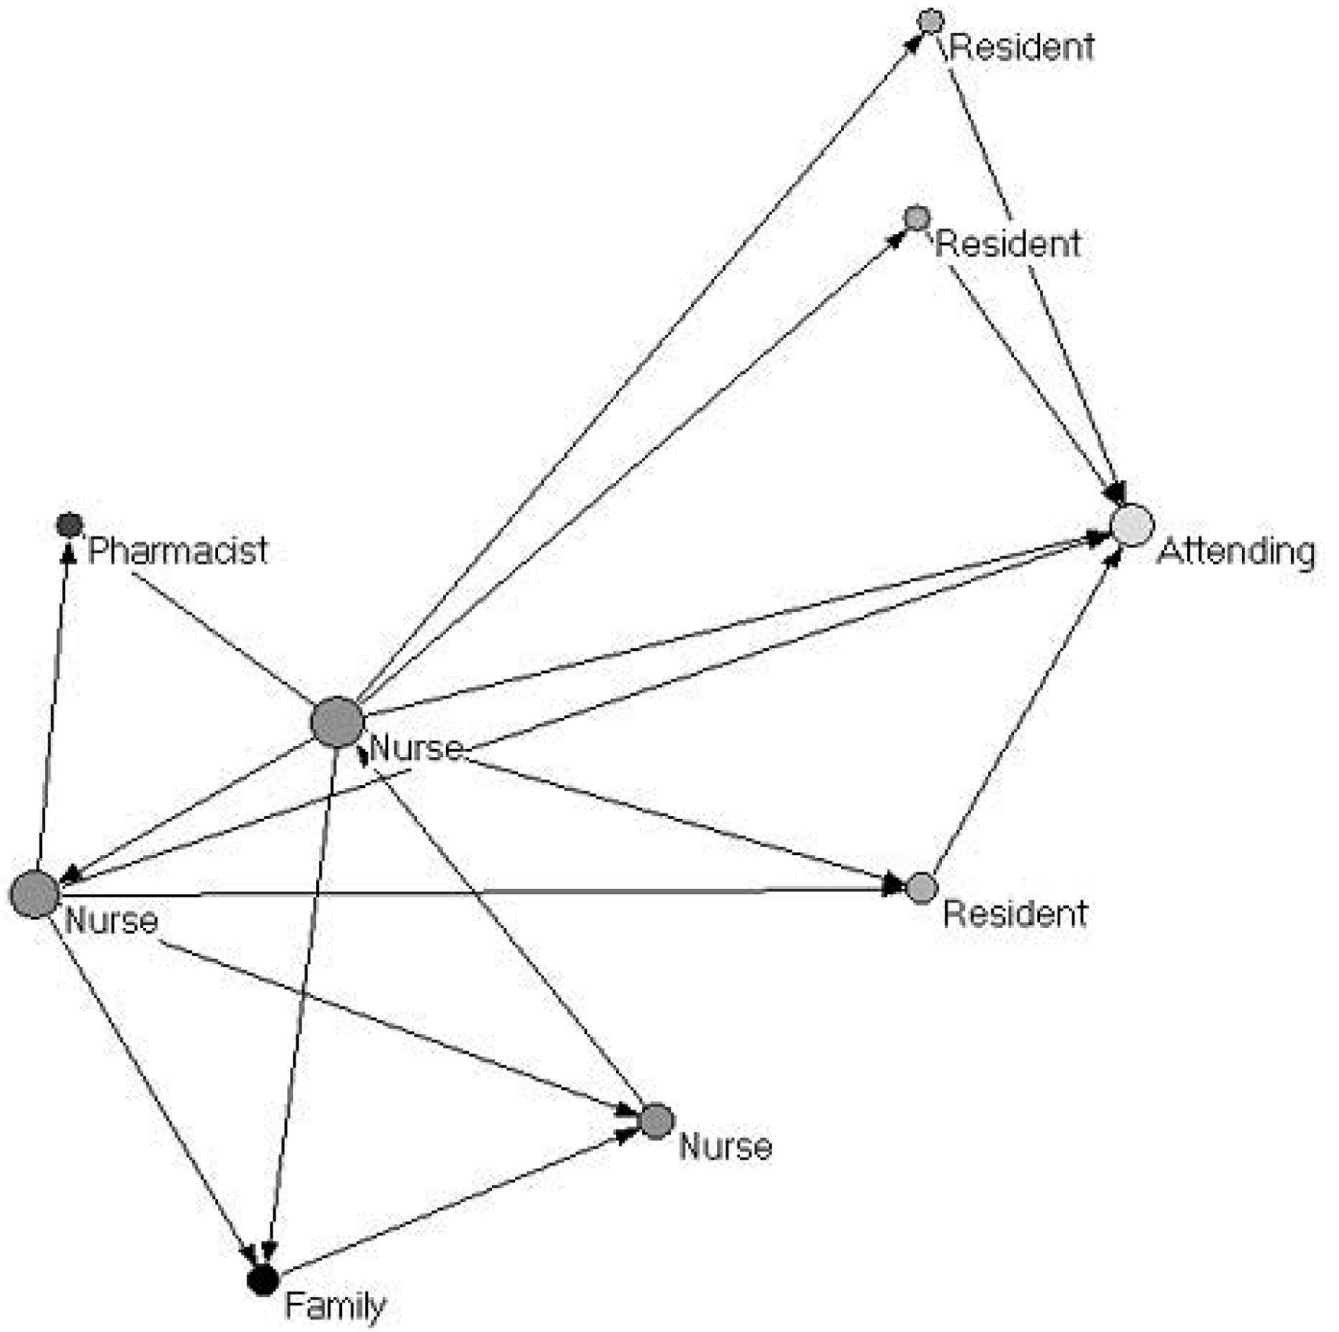 Resident
Resident
Pharmacist
Attending
Nurse
Resident
Nurse
Nurse
Family